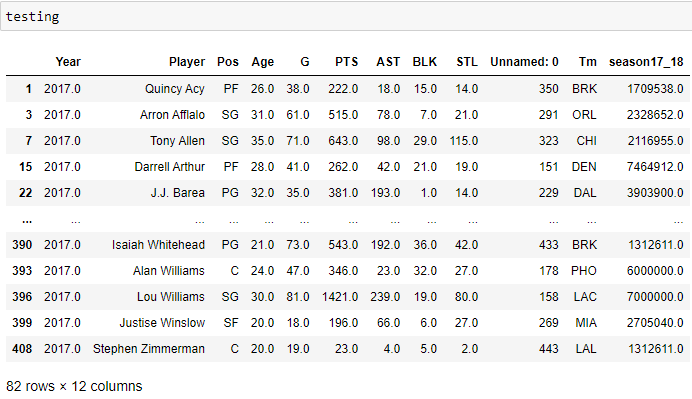 testing
Year Player Pos Age G PTS AST BLK STL Unnamed: 0 Tm season17_18
1 2017.0 Quincy Acy PF 26.0 38.0 222.0 18.0 15.0 14.0 350 BRK 1709538.0
3 2017.0 Arron Afflalo SG 31.0 61.0 515.0 78.0 7.0 21.0 291 ORL 2328652.0
7 2017.0 Tony Allen SG 35.0 71.0 643.0 98.0 29.0 115.0 323 CHI 2116955.0
15 2017.0 Darrell Arthur PF 28.0 41.0 262.0 42.0 21.0 19.0 151 DEN 7464912.0
22 2017.0 J.J. Barea PG 32.0 35.0 381.0 193.0 1.0 14.0 229 DAL 3903900.0
... ... ... ... ... ... ... ... ... ... ... ... ...
390 2017.0 Isaiah Whitehead PG 21.0 73.0 543.0 192.0 36.0 42.0 433 BRK 1312611.0
393 2017.0 Alan Williams C 24.0 47.0 346.0 23.0 32.0 27.0 178 PHO 6000000.0
396 2017.0 Lou Williams SG 30.0 81.0 1421.0 239.0 19.0 80.0 158 LAC 7000000.0
399 2017.0 Justise Winslow SF 20.0 18.0 196.0 66.0 6.0 27.0 269 MIA 2705040.0
408 2017.0 Stephen Zimmerman C 20.0 19.0 23.0 4.0 5.0 2.0 443 LAL 1312611.0
82 rows × 12 columns